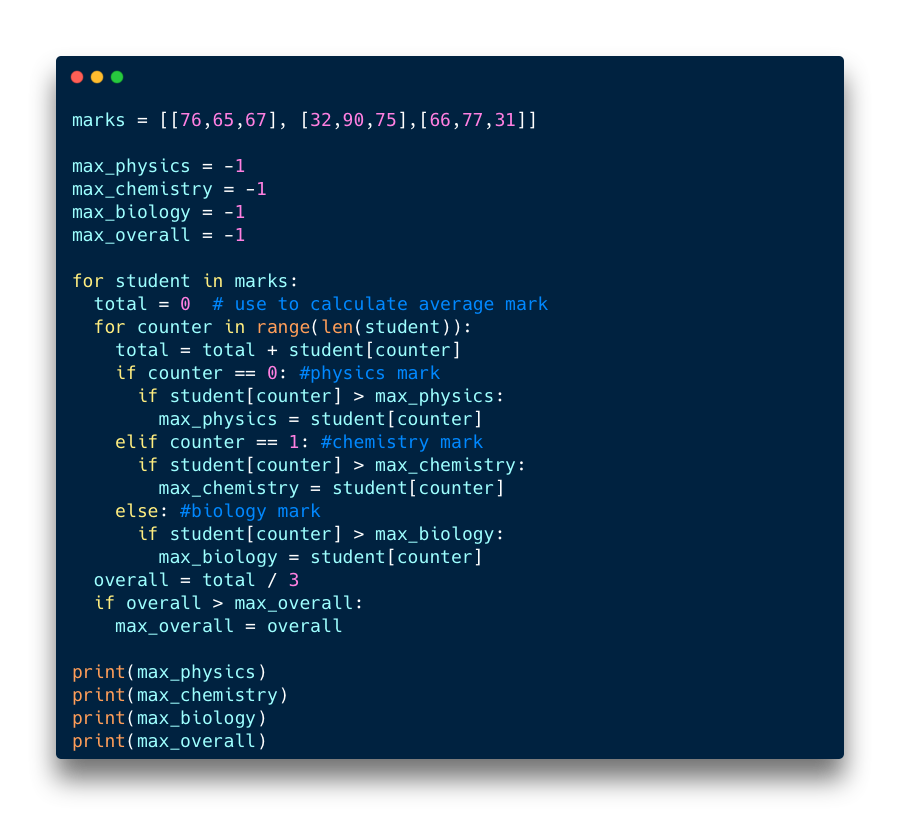 marks = [[76,65,67], [32,90,75],[66,77,31]]

max_physics = -1
max_chemistry = -1
max_biology = -1
max_overall = -1

for student in marks:
  total = 0  # use to calculate average mark
  for counter in range(len(student)):
    total = total + student[counter]
    if counter == 0: #physics mark
      if student[counter] > max_physics:
        max_physics = student[counter]
    elif counter == 1: #chemistry mark
      if student[counter] > max_chemistry:
        max_chemistry = student[counter]
    else: #biology mark
      if student[counter] > max_biology:
        max_biology = student[counter]
  overall = total / 3
  if overall > max_overall:
    max_overall = overall

print(max_physics)
print(max_chemistry)
print(max_biology)
print(max_overall)